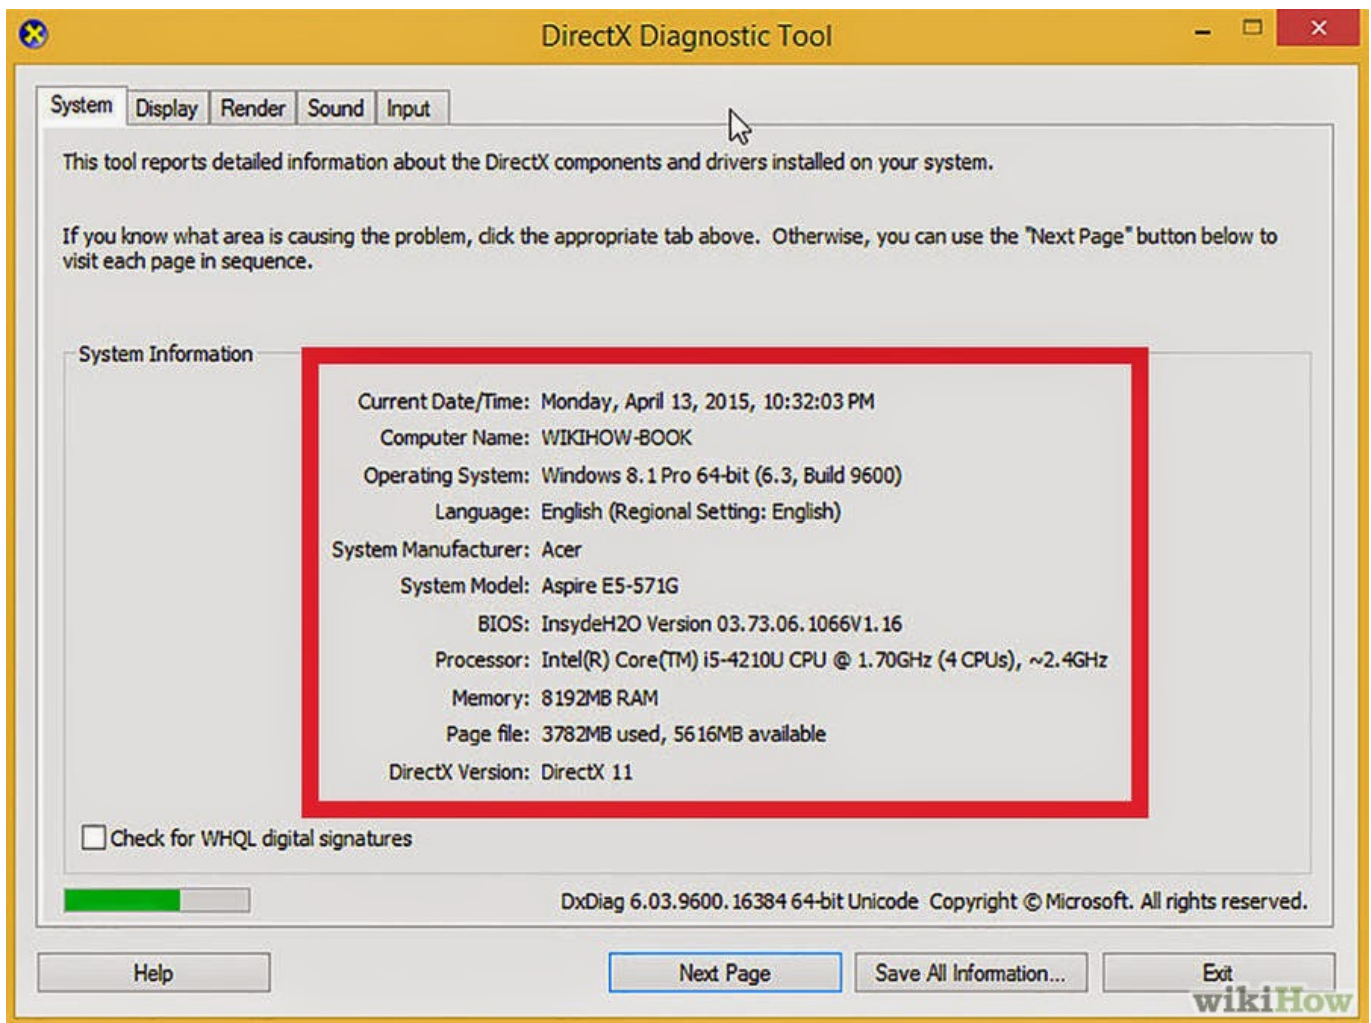 DirectX Diagnostic Tool
System Display Render Sound Input
This tool reports detailed information about the DirectX components and drivers installed on your system.
If you know what area is causing the problem, click the appropriate tab above. Otherwise, you can use the "Next Page" button below to
visit each page in sequence.
System Information
Current Date/Time: Monday, April 13, 2015, 10:32:03 PM
Computer Name: WIKIHOW-BOOK
Operating System: Windows 8.1 Pro 64-bit (6.3, Build 9600)
Language: English (Regional Setting: English)
System Manufacturer: Acer
System Model: Aspire E5-571G
BIOS: InsydeH2O Version 03.73.06.1066V1.16
Processor: Intel(R) Core(TM) i5-4210U CPU @ 1.70GHz (4 CPUs), ~2.4GHz
Memory: 8192MB RAM
Page file: 3782MB used, 5616MB available
DirectX Version: DirectX 11
Check for WHQL digital signatures
DxDiag 6.03.9600.16384 64-bit Unicode Copyright © Microsoft. All rights reserved.
Help Next Page Save All Information... Exit
wikiHow